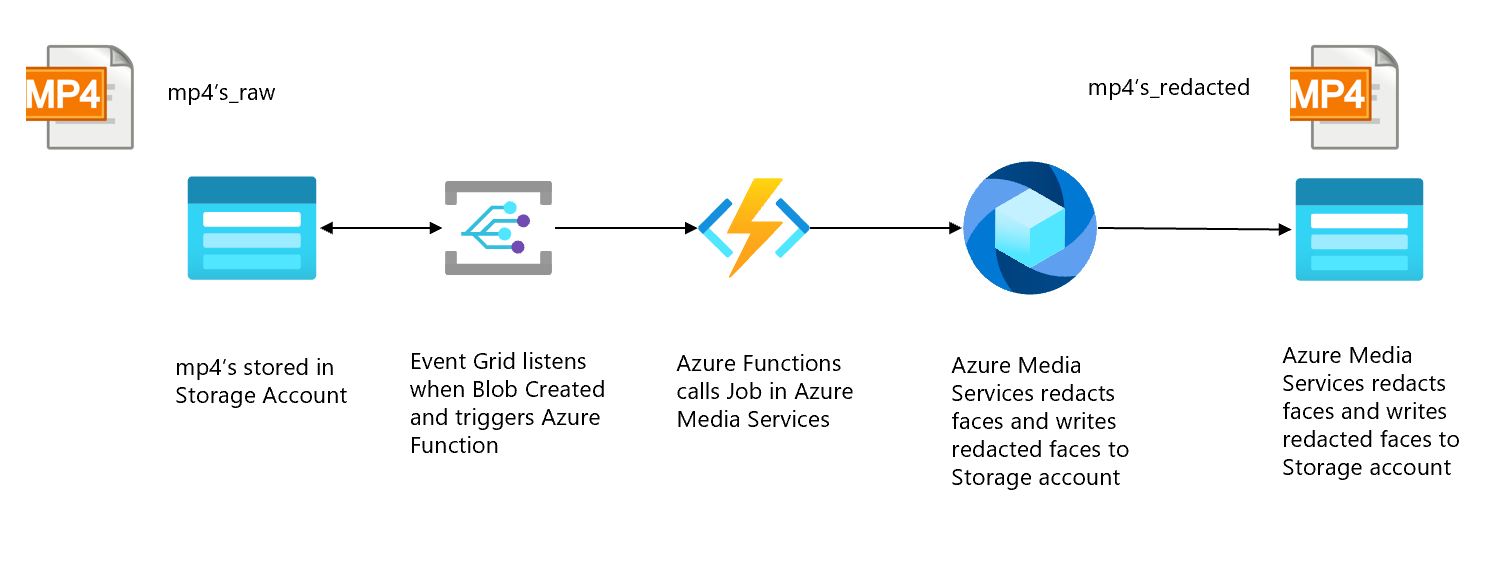 MP4
mp4's_raw
mp4's_redacted
MP4
mp4's stored in
Storage Account
Event Grid listens
when Blob Created
and triggers Azure
Function
Azure Functions
calls Job in Azure
Media Services
Azure Media
Services redacts
faces and writes
redacted faces to
Storage account
Azure Media
Services redacts
faces and writes
redacted faces to
Storage account